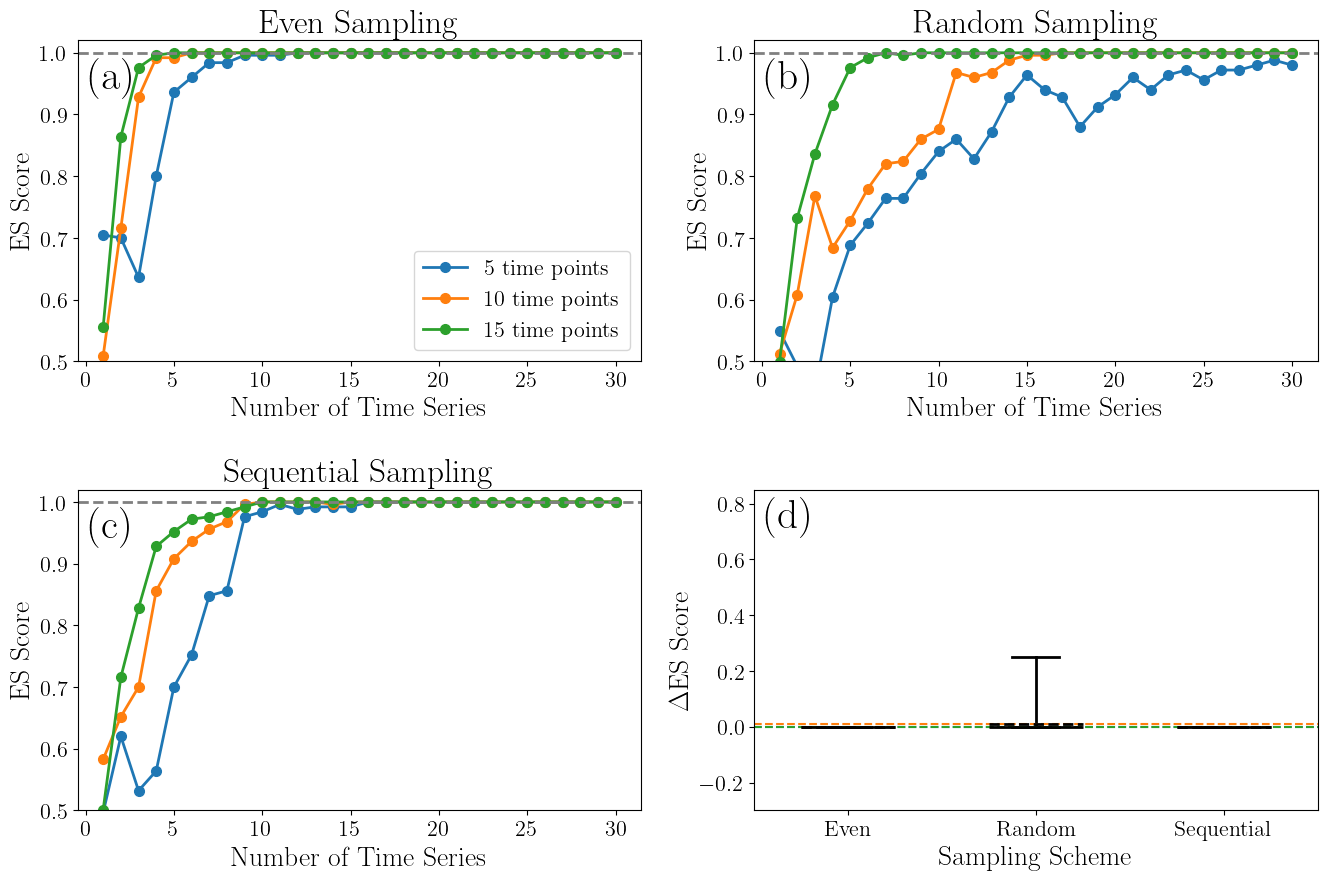 Even Sampling
1.0
0.9
0.8
0.7
0.6
0.5
ES Score
(a)
5 time points
10 time points
15 time points
0 5 10 15 20 25 30
Number of Time Series
Random Sampling
1.0
0.9
0.8
0.7
0.6
0.5
ES Score
(b)
0 5 10 15 20 25 30
Number of Time Series
Sequential Sampling
1.0
0.9
0.8
0.7
0.6
0.5
ES Score
(c)
0 5 10 15 20 25 30
Number of Time Series
0.8
0.6
0.4
0.2
0.0
−0.2
ΔES Score
(d)
Even Random Sequential
Sampling Scheme